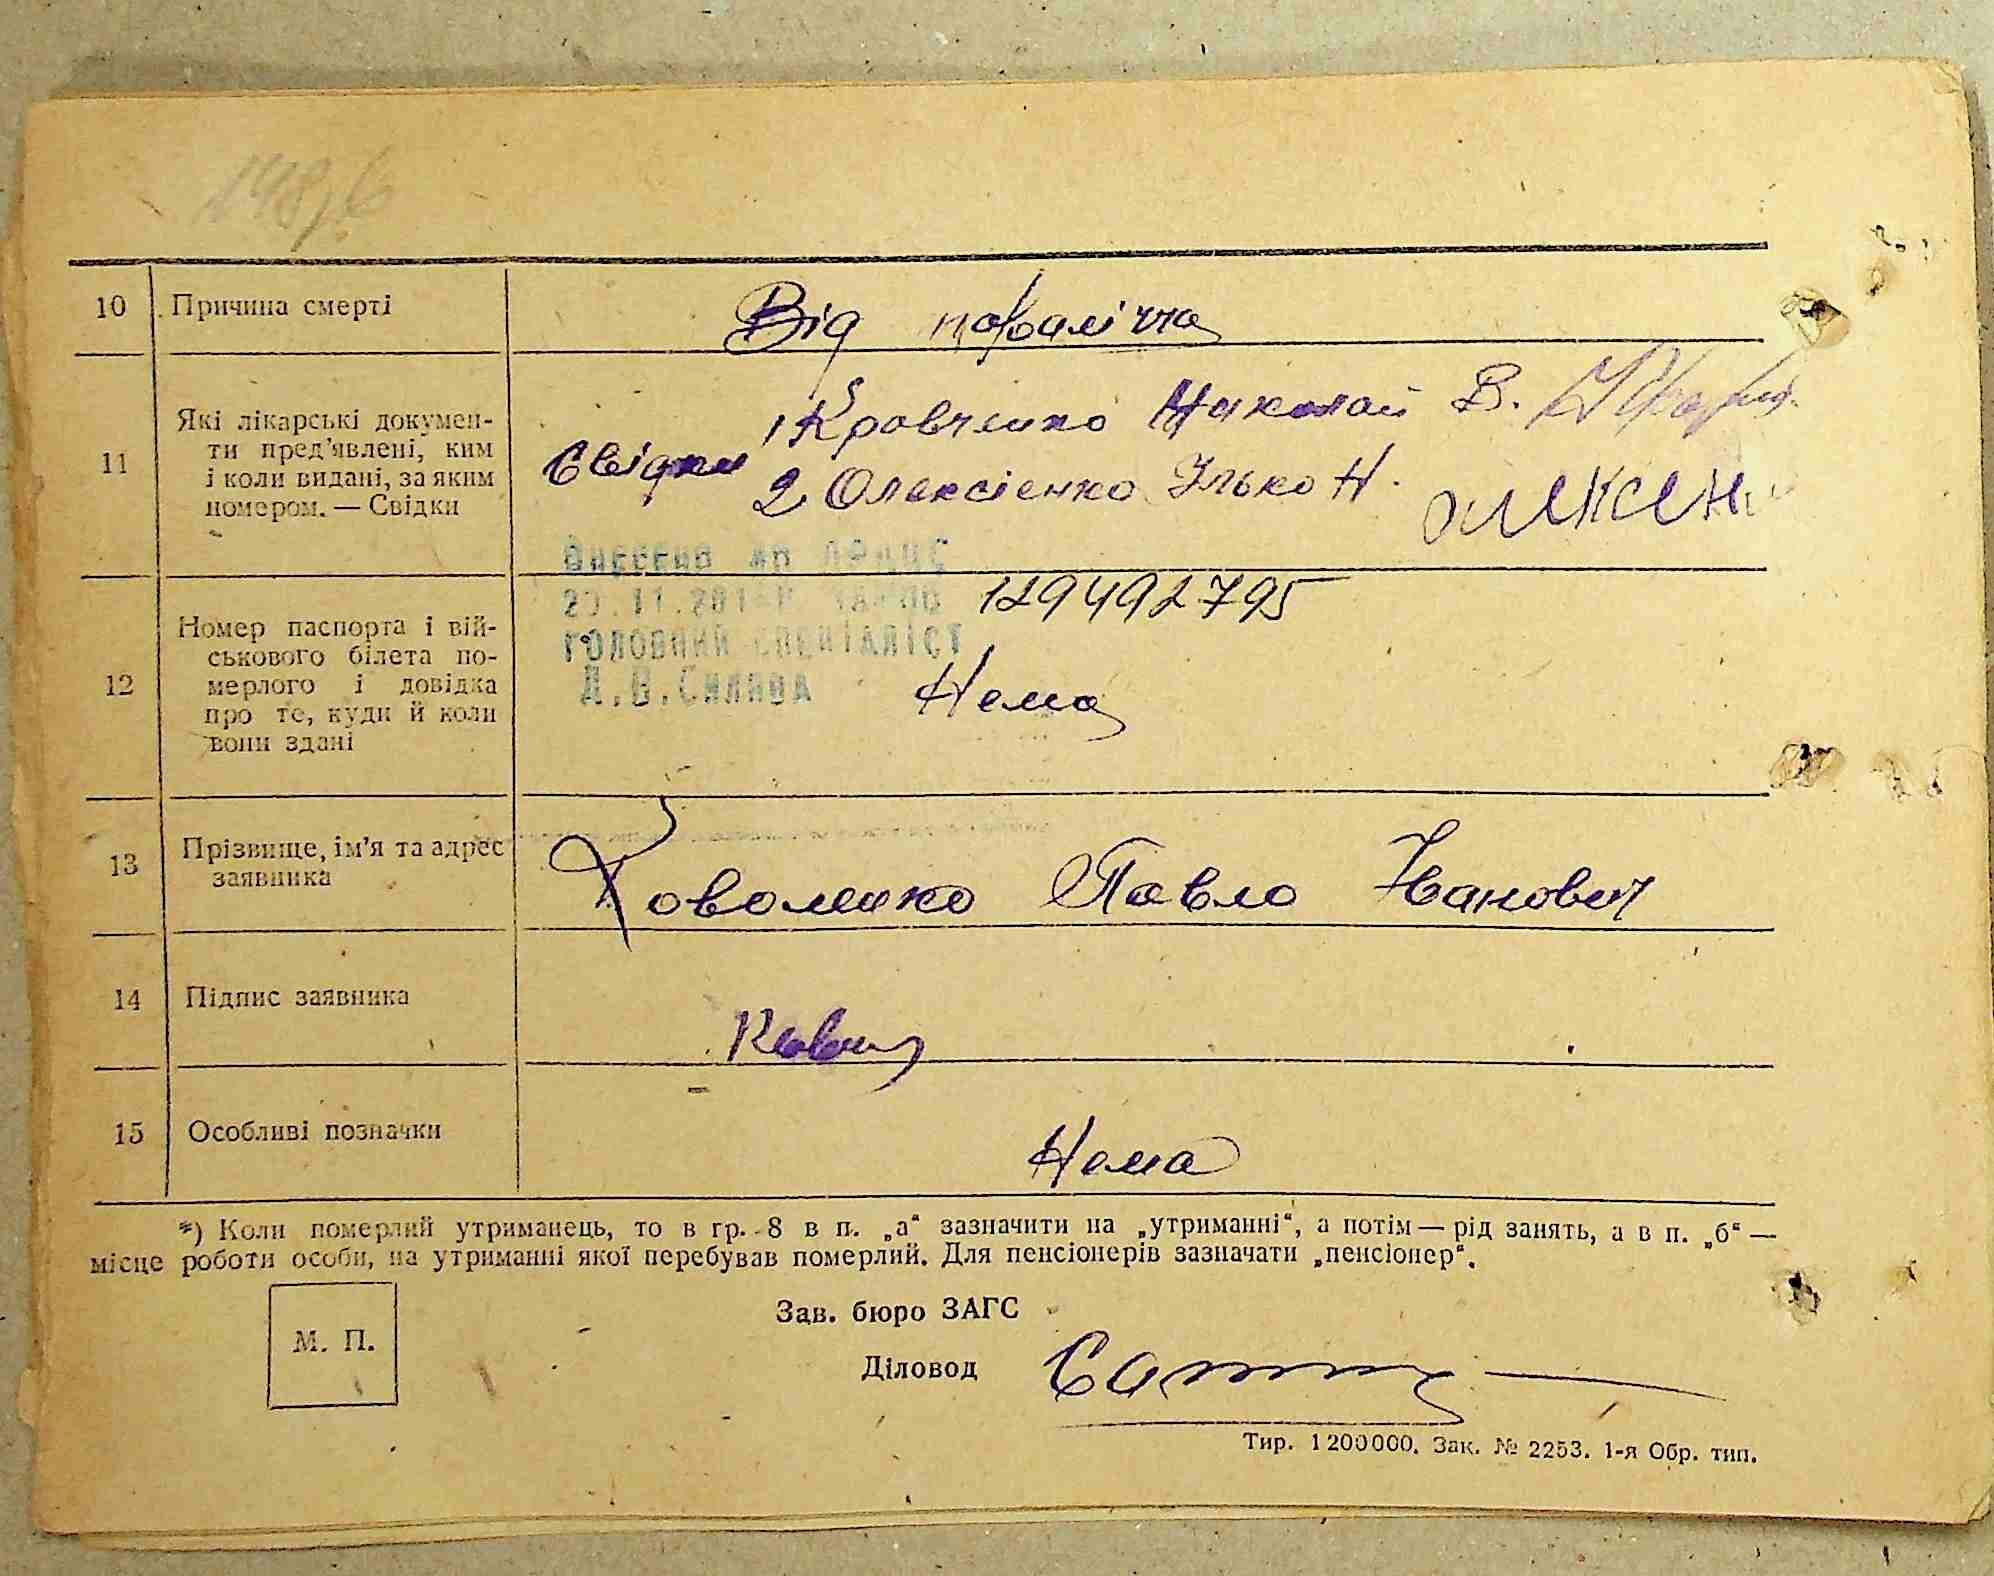 10 Причина смерті Від параліча
11 Які лікарські докумен-
ти пред'явлені, ким
і коли видані, за яким
номером. — Свідки
Свідки 1 Кравченко Николай В.
2 Олексієнко Ілько Н. Олексієн
Внесено до ДРАЦС
головний спеціаліст
129492795
12 Номер паспорта і вій-
ськового білета по-
мерлого і довідка
про те, куди й коли
вони здані
Нема
13 Прізвище, ім'я та адрес
заявника
Коваленко Павло Іванович
14 Підпис заявника
15 Особливі позначки Нема
*) Коли померлий утриманець, то в гр. 8 в п. „а“ зазначити на „утриманні“, а потім — рід занять, а в п. „б“ —
місце роботи особи, на утриманні якої перебував померлий. Для пенсіонерів зазначати „пенсіонер“.
М. П.
Зав. бюро ЗАГС
Діловод
Тир. 1200000. Зак. № 2253. 1-я Обр. тип.